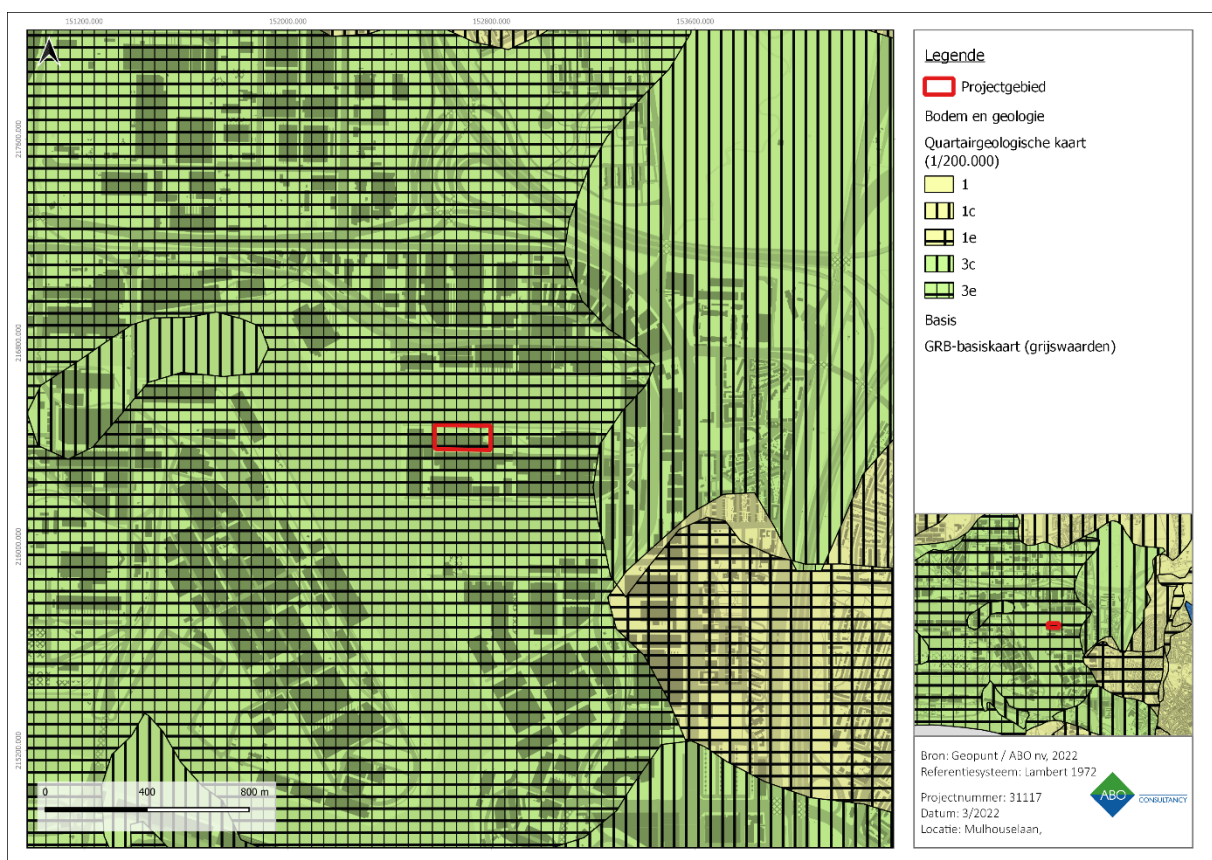 151200.000 152000.000 152800.000 153600.000
217600.000
216800.000
216000.000
215200.000
0 400 800 m
Legende
Projectgebied
Bodem en geologie
Quartairgeologische kaart
(1/200.000)
1
1c
1e
3c
3e
Basis
GRB-basiskaart (grijswaarden)
Bron: Geopunt / ABO nv, 2022
Referentiesysteem: Lambert 1972
Projectnummer: 31117
Datum: 3/2022
Locatie: Mulhouselaan,
ABO CONSULTANCY